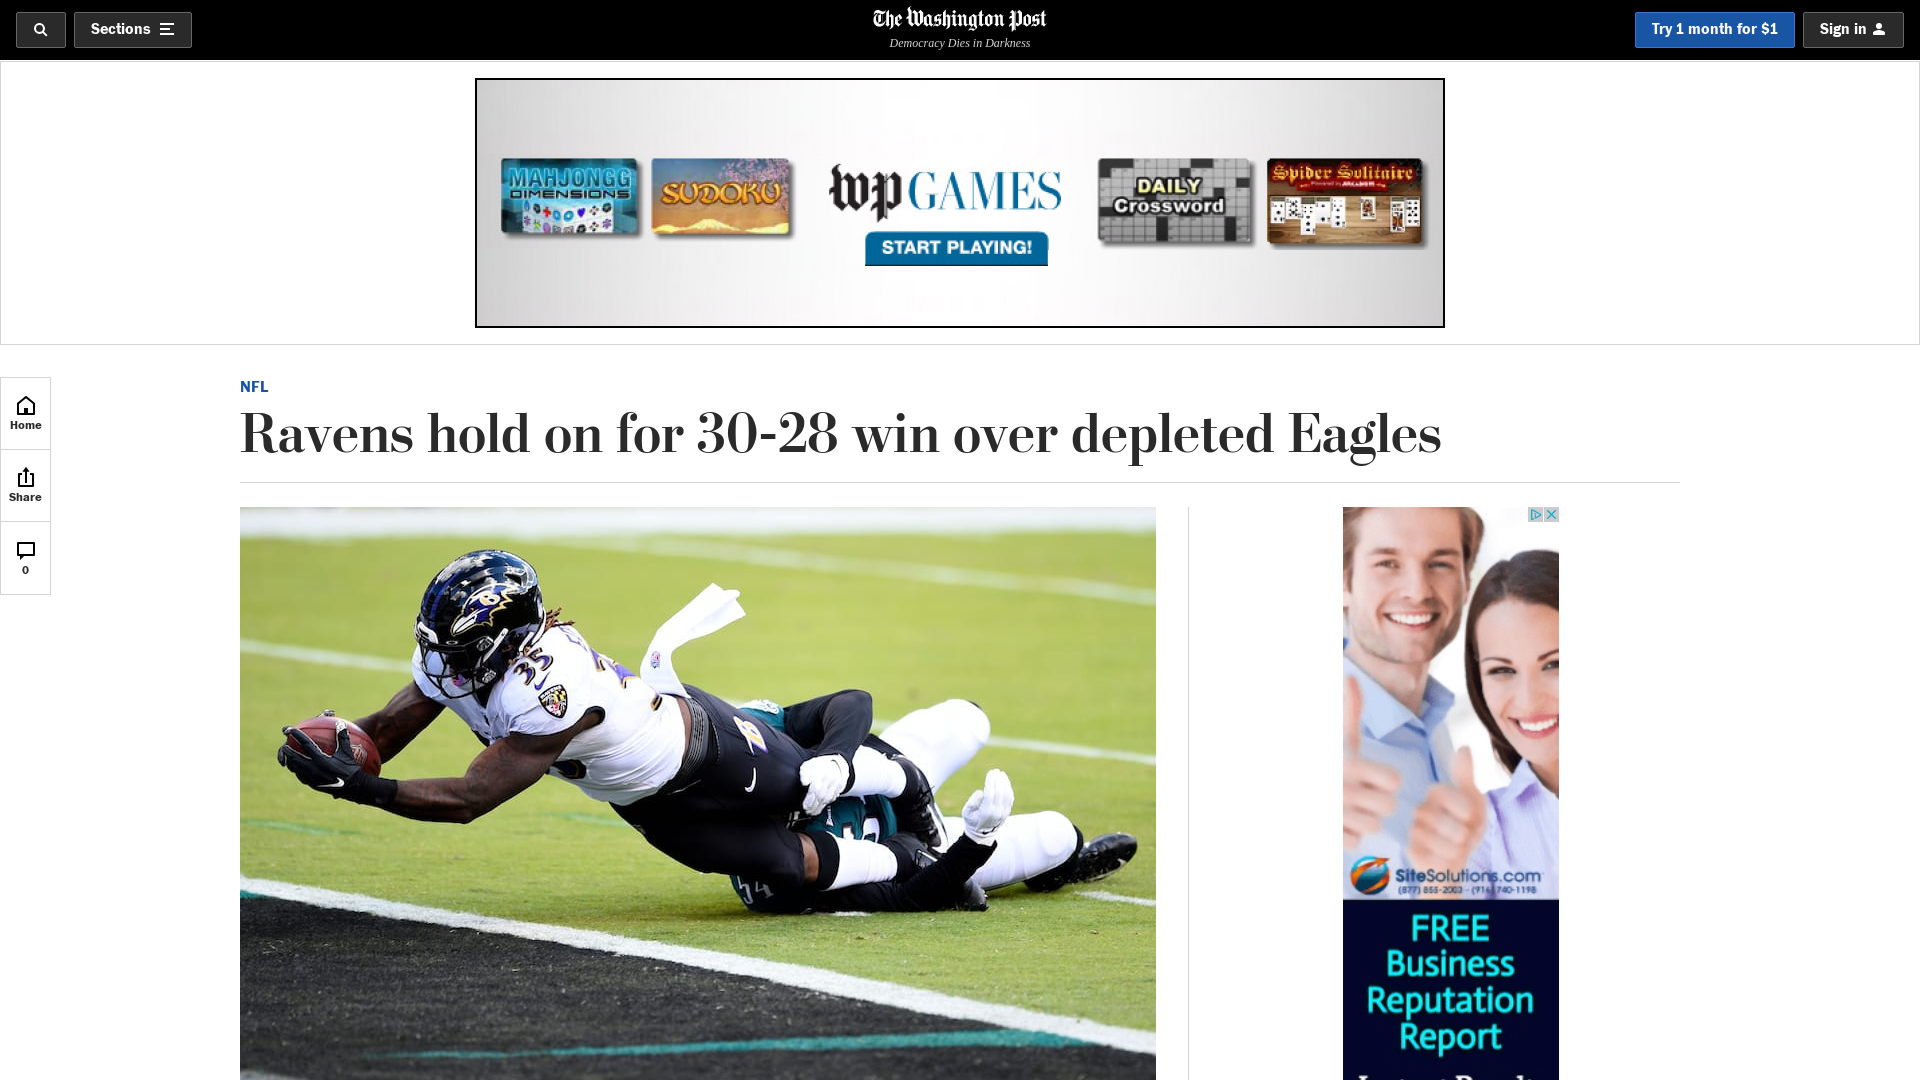 Sections
The Washington Post
Democracy Dies in Darkness
Try 1 month for $1
Sign in
MAHJONGG
DIMENSIONS
SUDOKU
wp GAMES
START PLAYING!
DAILY
Crossword
Spider Solitaire
NFL
Ravens hold on for 30-28 win over depleted Eagles
Home
Share
0
35
54
SiteSolutions.com
(877) 855-2003 - (916) 740-1198
FREE
Business
Reputation
Report